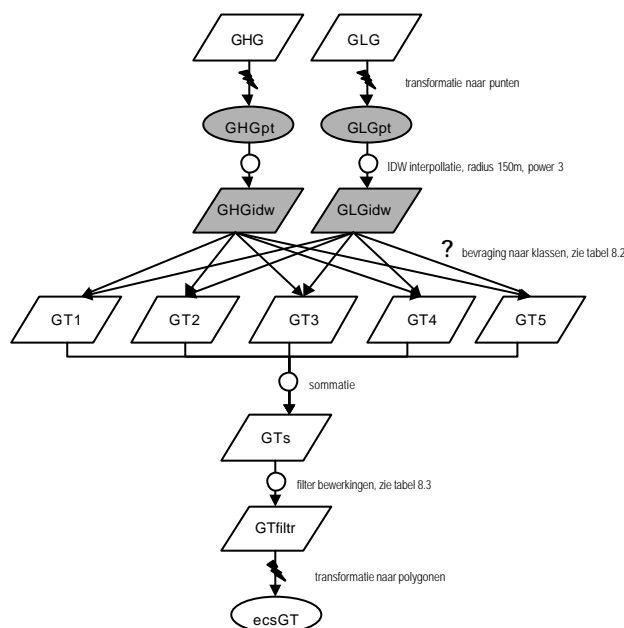 GHG GLG
transformatie naar punten
GHGpt GLGpt
IDW interpollatie, radius 150m, power 3
GHGidw GLGidw
? bevraging naar klassen, zie tabel 8.2
GT1 GT2 GT3 GT4 GT5
sommatie
GTs
filter bewerkingen, zie tabel 8.3
GTfiltr
transformatie naar polygonen
ecsGT